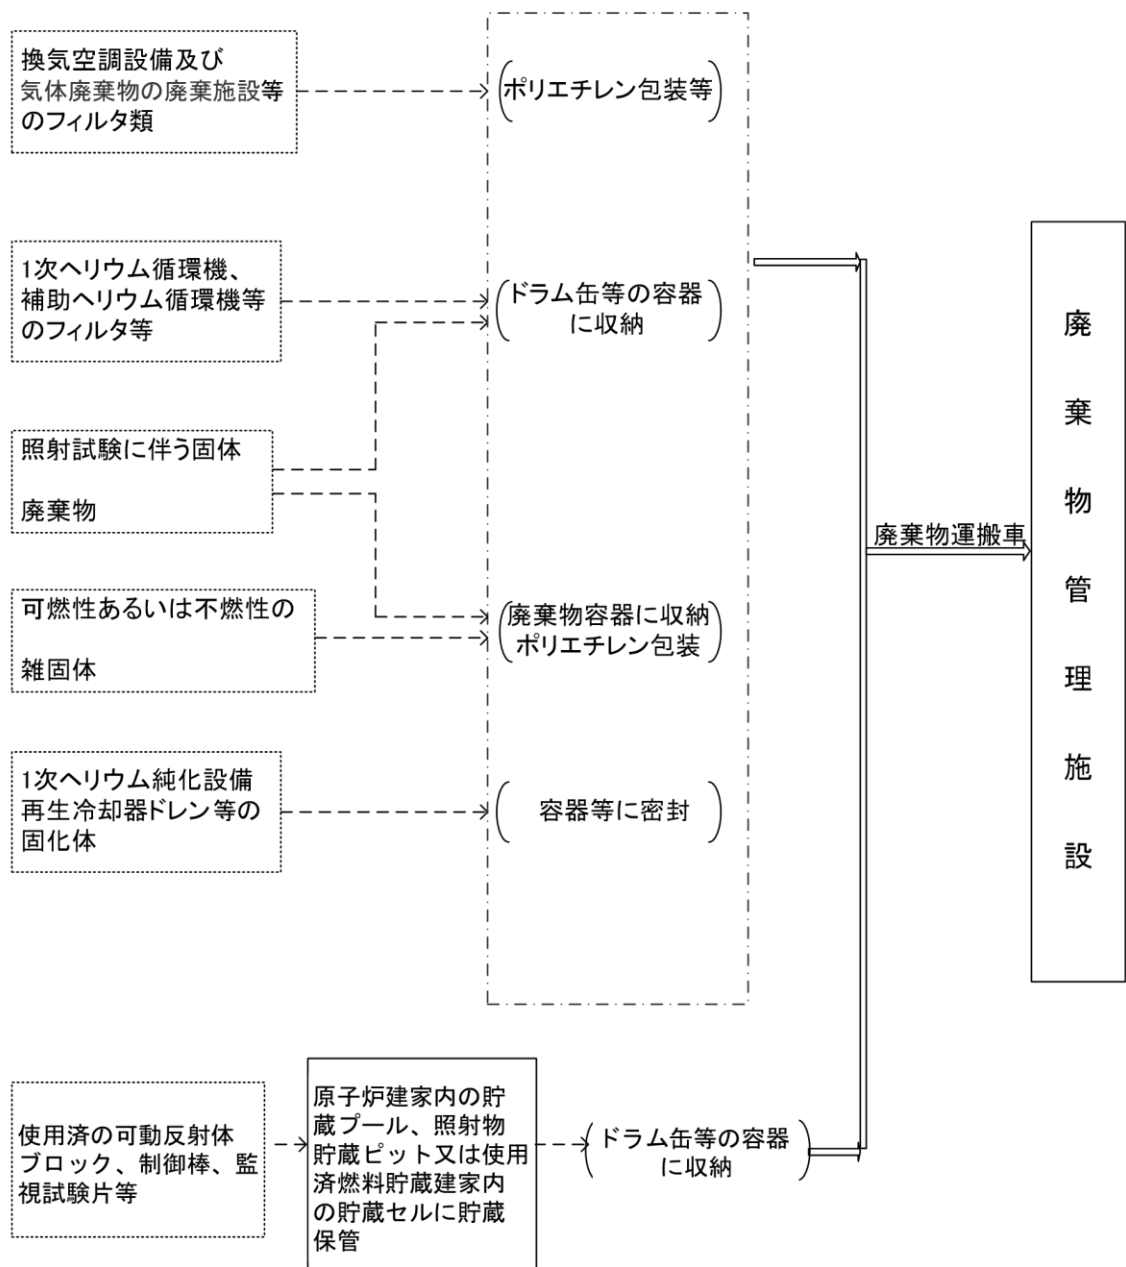 換気空調設備及び
気体廃棄物の廃棄施設等
のフィルタ類
ポリエチレン包装等
1次ヘリウム循環機、
補助ヘリウム循環機等
のフィルタ等
ドラム缶等の容器
に収納
照射試験に伴う固体
廃棄物
可燃性あるいは不燃性の
雑固体
廃棄物容器に収納
ポリエチレン包装
1次ヘリウム純化設備
再生冷却器ドレン等の
固化体
容器等に密封
使用済の可動反射体
ブロック、制御棒、監
視試験片等
原子炉建家内の貯
蔵プール、照射物
貯蔵ピット又は使用
済燃料貯蔵建家内
の貯蔵セルに貯蔵
保管
ドラム缶等の容器
に収納
廃棄物運搬車
廃棄物管理施設